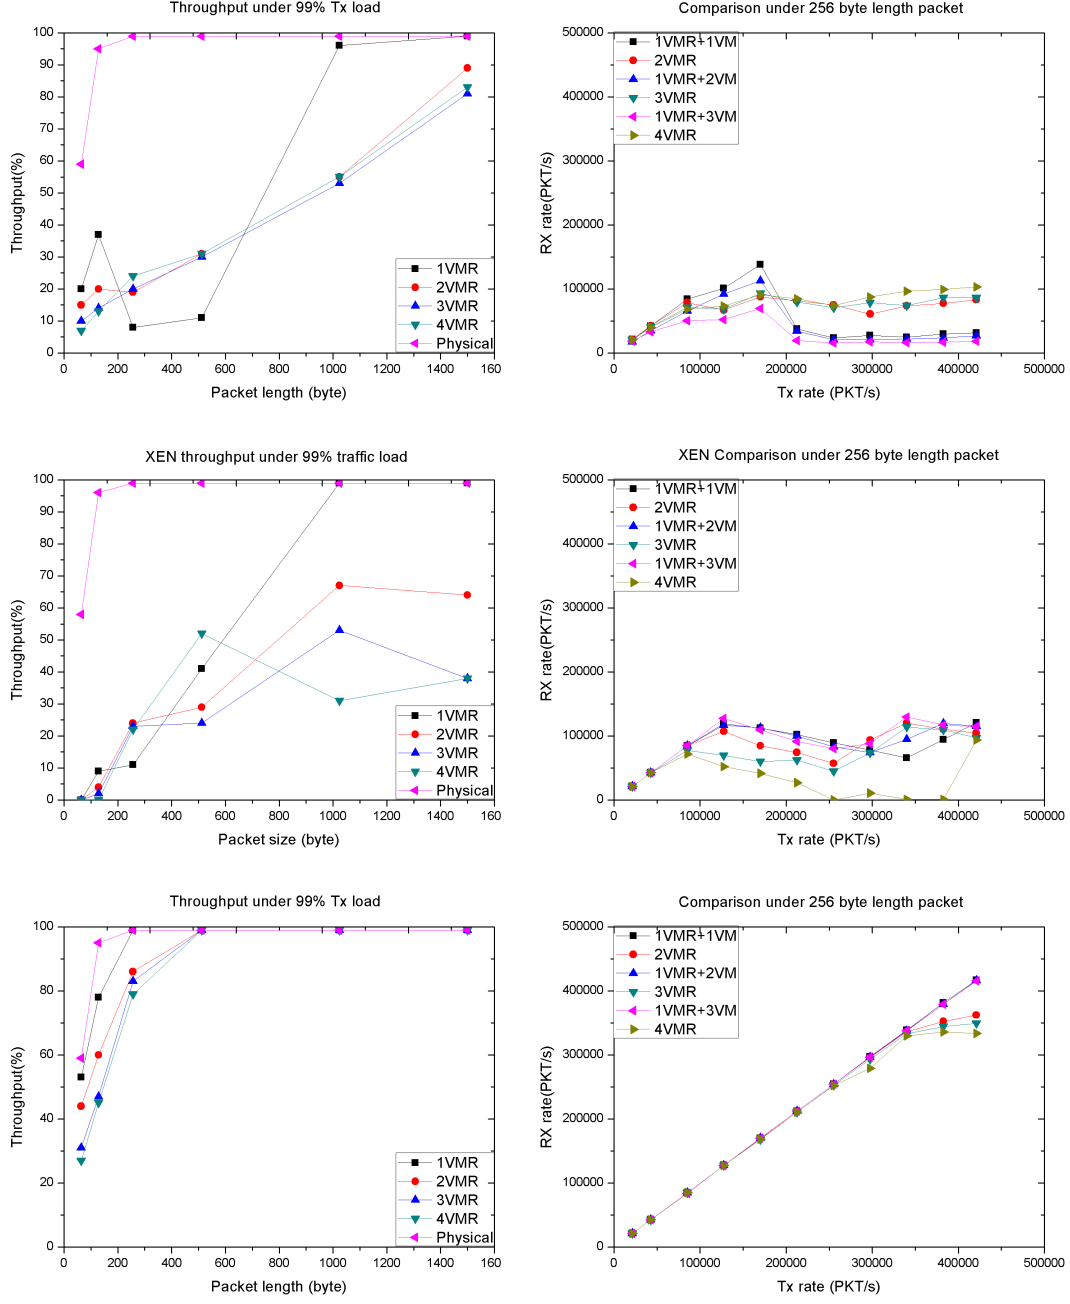 Throughput under 99% Tx load
100
90
80
70
60
50
40
30
20
10
0
0 200 400 600 800 1000 1200 1400 160
Throughput(%)
Packet length (byte)
1VMR
2VMR
3VMR
4VMR
Physical
Comparison under 256 byte length packet
500000
400000
300000
200000
100000
0
0 100000 200000 300000 400000 500000
RX rate(PKT/s)
Tx rate (PKT/s)
1VMR+1VM
2VMR
1VMR+2VM
3VMR
1VMR+3VM
4VMR
XEN throughput under 99% traffic load
100
90
80
70
60
50
40
30
20
10
0
0 200 400 600 800 1000 1200 1400 160
Throughput(%)
Packet size (byte)
1VMR
2VMR
3VMR
4VMR
Physical
XEN Comparison under 256 byte length packet
500000
400000
300000
200000
100000
0
0 100000 200000 300000 400000 500000
RX rate(PKT/s)
Tx rate (PKT/s)
1VMR+1VM
2VMR
1VMR+2VM
3VMR
1VMR+3VM
4VMR
Throughput under 99% Tx load
100
80
60
40
20
0
0 200 400 600 800 1000 1200 1400 160
Throughput(%)
Packet length (byte)
1VMR
2VMR
3VMR
4VMR
Physical
Comparison under 256 byte length packet
500000
400000
300000
200000
100000
0
0 100000 200000 300000 400000 500000
RX rate(PKT/s)
Tx rate (PKT/s)
1VMR+1VM
2VMR
1VMR+2VM
3VMR
1VMR+3VM
4VMR